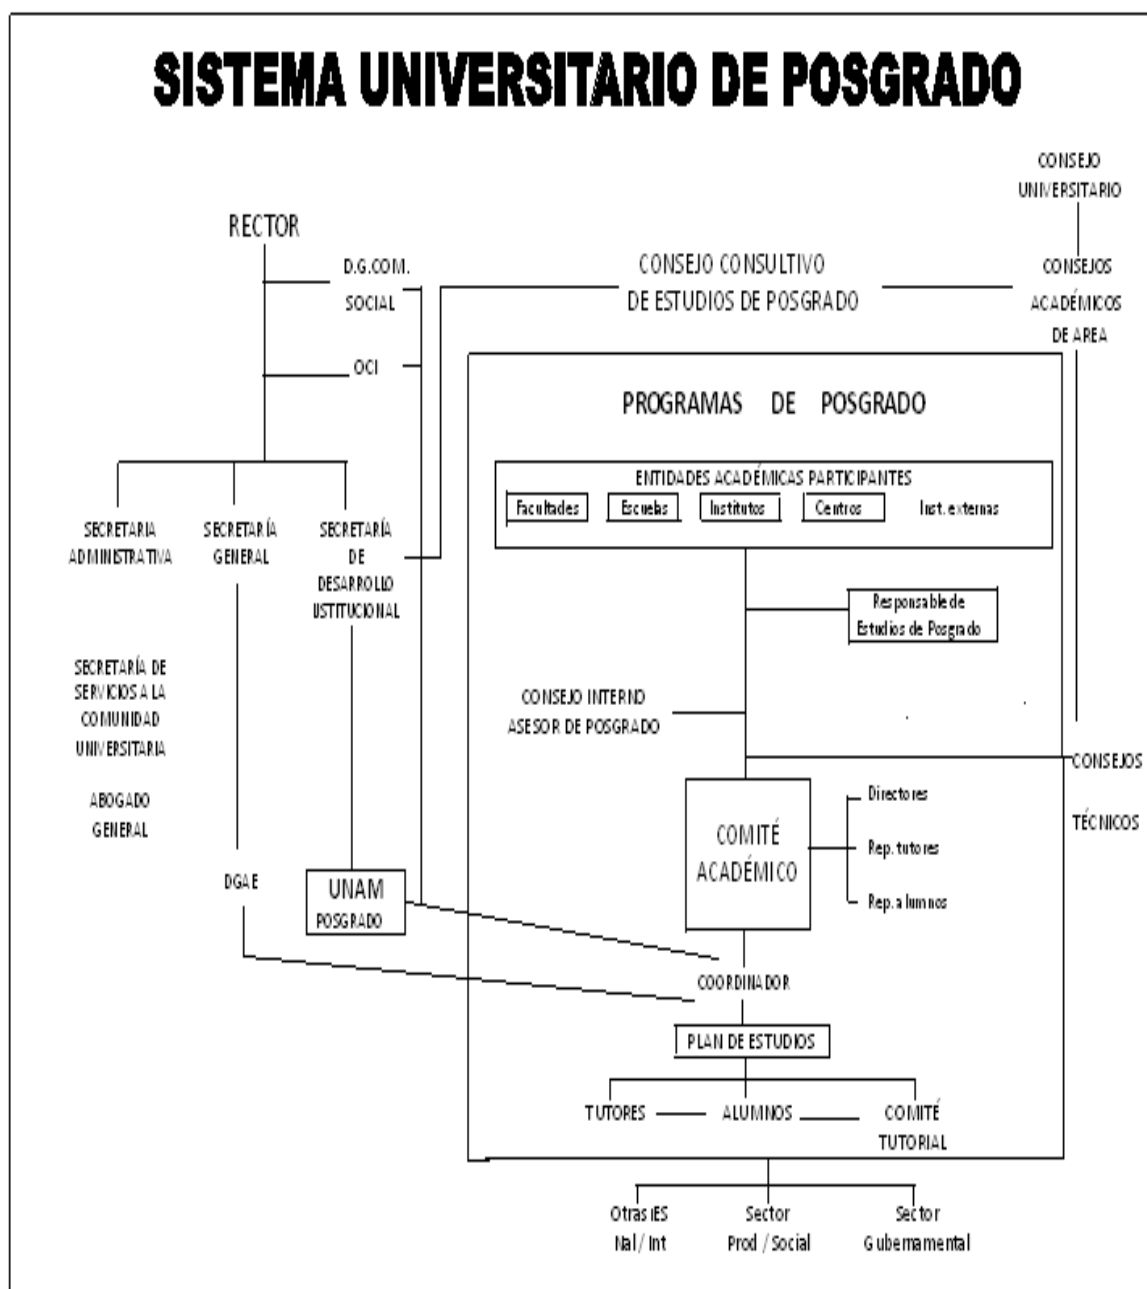 SISTEMA UNIVERSITARIO DE POSGRADO
CONSEJO
UNIVERSITARIO
RECTOR
D.G.COM.
SOCIAL
CONSEJO CONSULTIVO
DE ESTUDIOS DE POSGRADO
CONSEJOS
ACADÉMICOS
DE AREA
OCI
PROGRAMAS DE POSGRADO
ENTIDADES ACADÉMICAS PARTICIPANTES
Facultades Escuelas Institutos Centros Inst. externas
SECRETARIA
ADMINISTRATIVA
SECRETARÍA
GENERAL
SECRETARÍA
DE
DESARROLLO
USTITUCIONAL
Responsable de
Estudios de Posgrado
SECRETARÍA DE
SERVICIOS A LA
COMUNIDAD
UNIVERSITARIA
CONSEJO INTERNO
ASESOR DE POSGRADO
CONSEJOS
TÉCNICOS
ABOGADO
GENERAL
COMITÉ
ACADÉMICO
Directores
Rep. tutores
Rep. alumnos
DGAE
UNAM
POSGRADO
COORDINADOR
PLAN DE ESTUDIOS
TUTORES
ALUMNOS
COMITÉ
TUTORIAL
Otras iES
Nal / Int
Sector
Prod / Social
Sector
Gubernamental